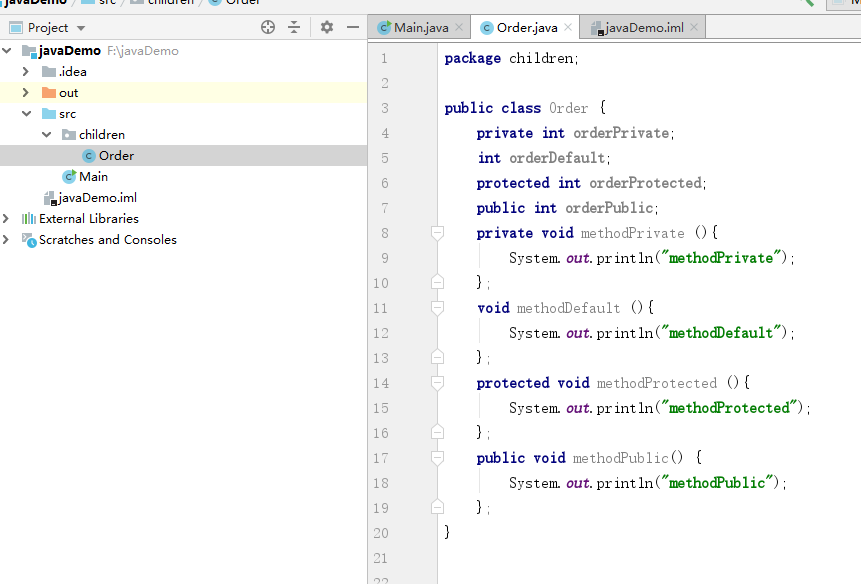 javaDemo / src / children / Order
Project
Main.java × Order.java × javaDemo.iml ×
javaDemo F:\javaDemo
.idea
out
src
children
Order
Main
javaDemo.iml
External Libraries
Scratches and Consoles
1 package children;
2
3 public class Order {
4 private int orderPrivate;
5 int orderDefault;
6 protected int orderProtected;
7 public int orderPublic;
8 private void methodPrivate (){
9 System.out.println("methodPrivate");
10 };
11 void methodDefault (){
12 System.out.println("methodDefault");
13 };
14 protected void methodProtected (){
15 System.out.println("methodProtected");
16 };
17 public void methodPublic() {
18 System.out.println("methodPublic");
19 };
20 }
21
22